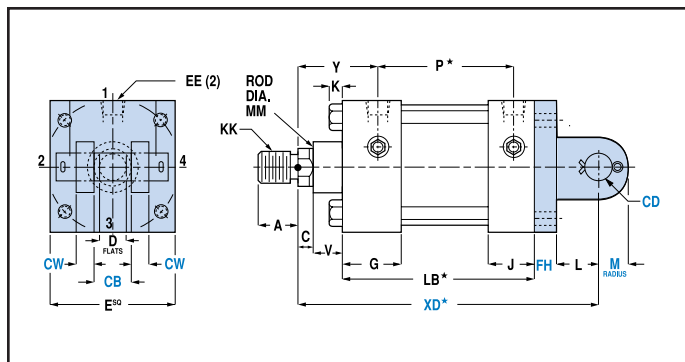 Y
P★
EE (2)
1
ROD
DIA.
MM
K
KK
2
4
CD
3
D
FLATS
A
C
V
CW
CW
CB
G
J
FH
L
M
RADIUS
LB★
E SQ
XD★